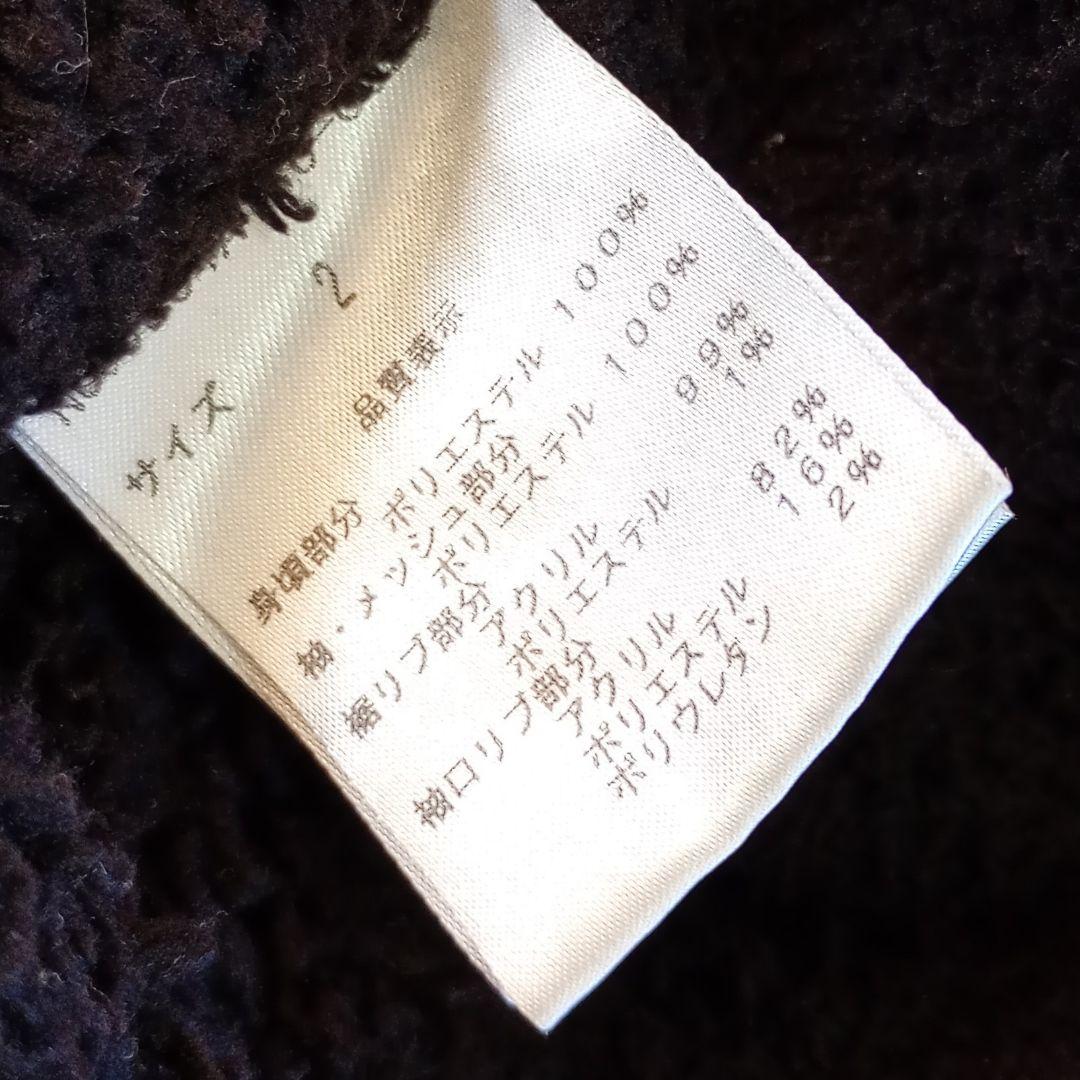 サイズ 2
品質表示
身頃部分
ポリエステル 100%
袖・メッシュ部分
ポリエステル 100%
裾リブ部分
アクリル 99%
ポリエステル 1%
袖口リブ部分
アクリル 82%
ポリエステル 16%
ポリウレタン 2%